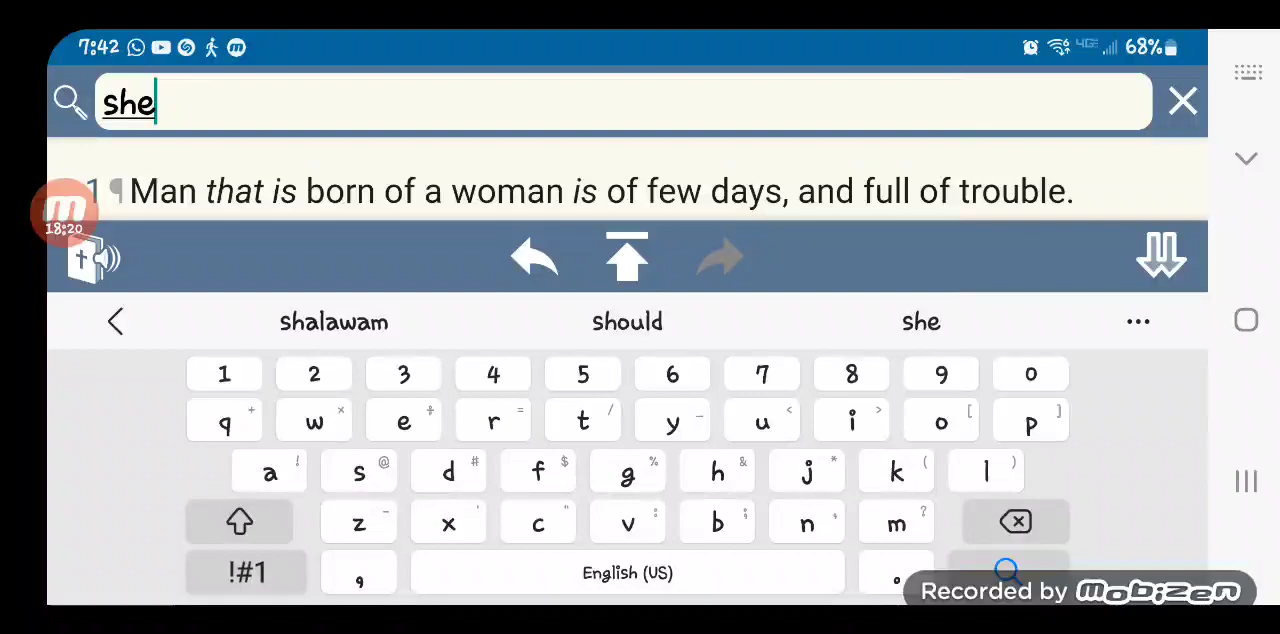 7:42 4GE 68%
she
1 ¶ Man that is born of a woman is of few days, and full of trouble.
m
18:20
shalawam should she ...
1 2 3 4 5 6 7 8 9 0
q + w × e ÷ r = t / y _ u < i > o [ p ]
a ! s @ d # f $ g % h & j * k ( l )
z - x ' c " v : b ; n , m ?
!#1 , English (US) .
Recorded by mobizen